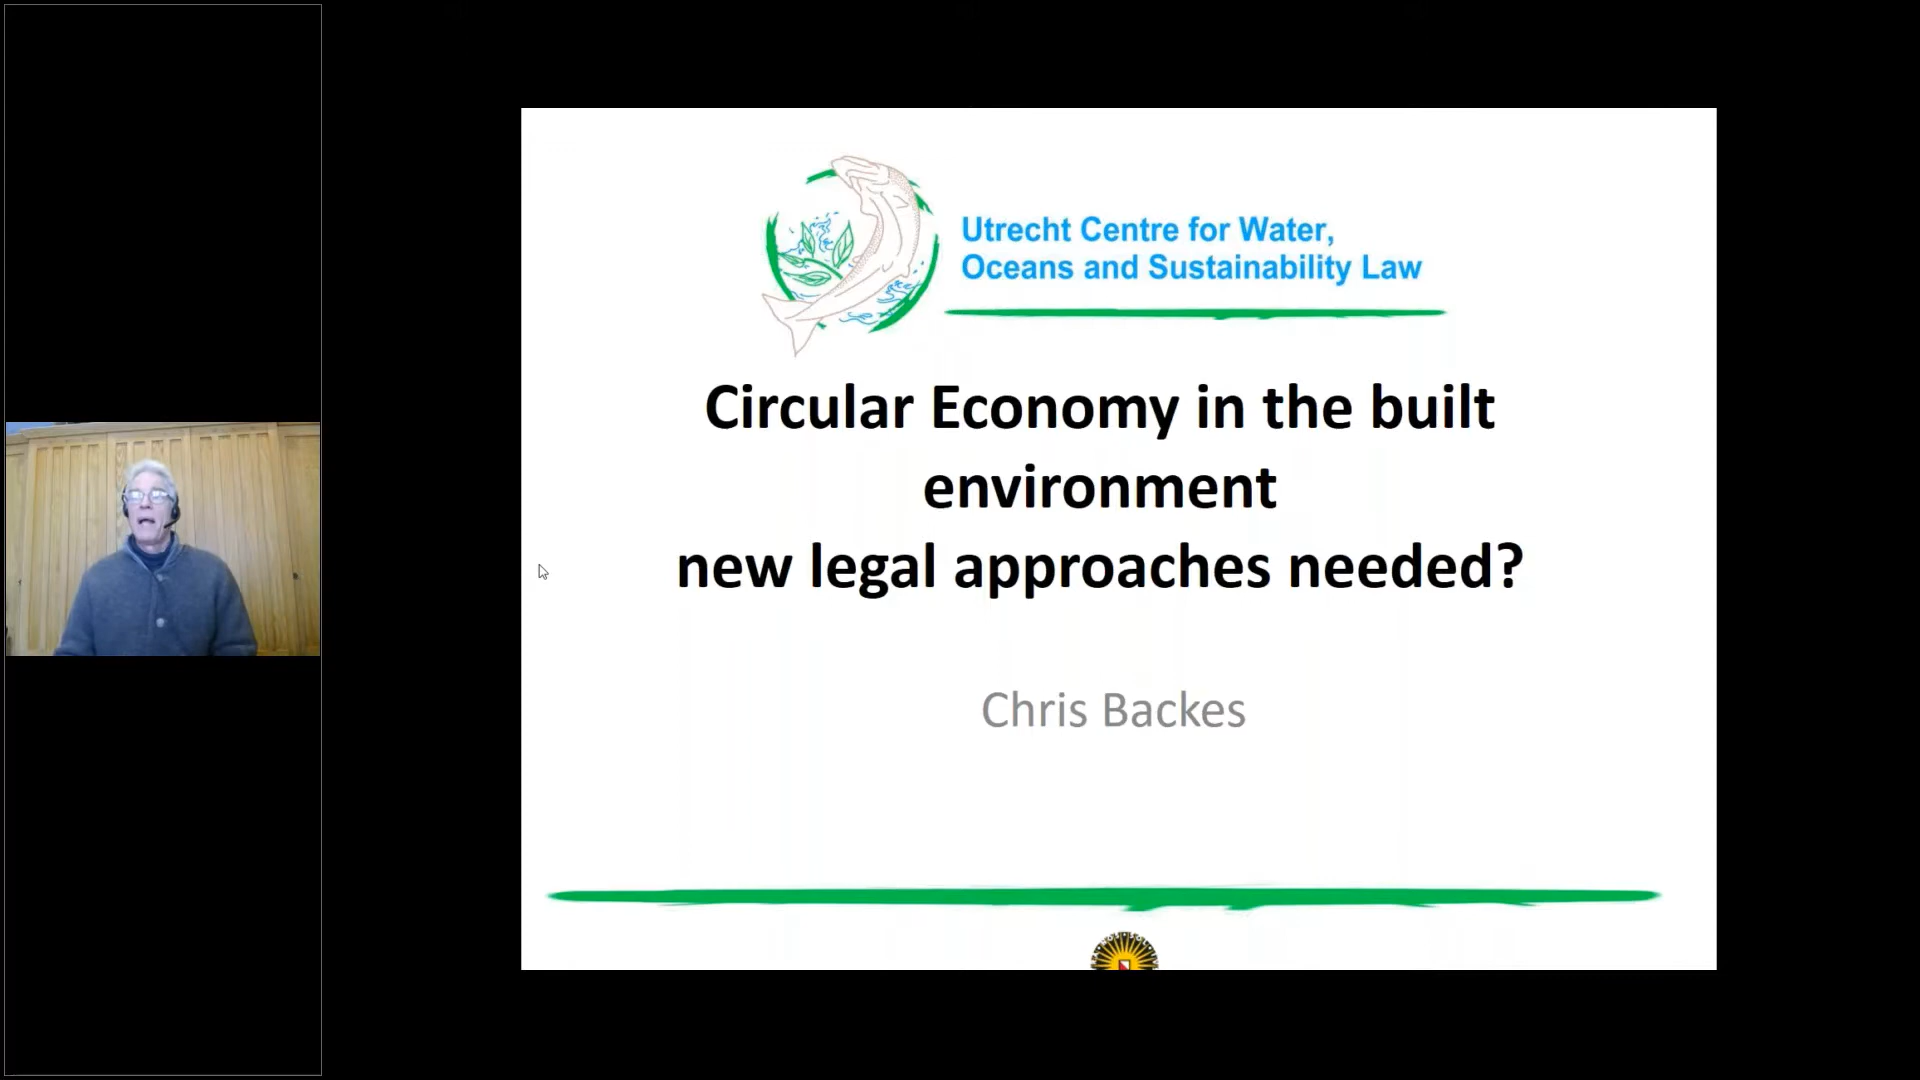 Utrecht Centre for Water,
Oceans and Sustainability Law
Circular Economy in the built
environment
new legal approaches needed?
Chris Backes